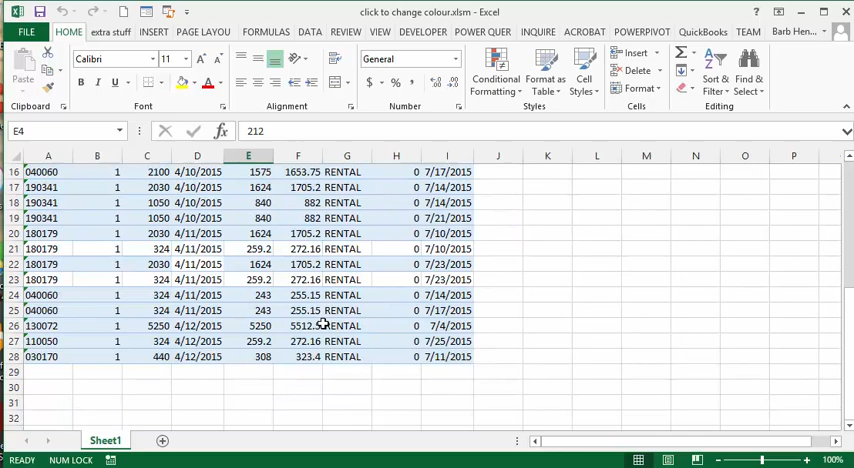 click to change colour.xlsm - Excel
?
FILE HOME extra stuff INSERT PAGE LAYOU FORMULAS DATA REVIEW VIEW DEVELOPER POWER QUER INQUIRE ACROBAT POWERPIVOT TEAM QuickBooks Barb Hen...
Paste
Calibri 11
General
Conditional Formatting
Format as Table
Cell Styles
Insert
Delete
Format
Sort & Filter
Find & Select
Clipboard Font Alignment Number Styles Cells Editing
E4 fx 212
A B C D E F G H I J K L M N O P
16 040060 1 2100 4/10/2015 1575 1653.75 RENTAL 0 7/17/2015
17 190341 1 2030 4/10/2015 1624 1705.2 RENTAL 0 7/14/2015
18 190341 1 1050 4/10/2015 840 882 RENTAL 0 7/14/2015
19 190341 1 1050 4/10/2015 840 882 RENTAL 0 7/21/2015
20 180179 1 2030 4/11/2015 1624 1705.2 RENTAL 0 7/10/2015
21 180179 1 324 4/11/2015 259.2 272.16 RENTAL 0 7/10/2015
22 180179 1 2030 4/11/2015 1624 1705.2 RENTAL 0 7/23/2015
23 180179 1 324 4/11/2015 259.2 272.16 RENTAL 0 7/23/2015
24 040060 1 324 4/11/2015 243 255.15 RENTAL 0 7/14/2015
25 040060 1 324 4/11/2015 243 255.15 RENTAL 0 7/17/2015
26 130072 1 5250 4/12/2015 5250 5512.5 RENTAL 0 7/4/2015
27 110050 1 324 4/12/2015 259.2 272.16 RENTAL 0 7/25/2015
28 030170 1 440 4/12/2015 308 323.4 RENTAL 0 7/11/2015
29
30
31
32
Sheet1
READY NUM LOCK 100%